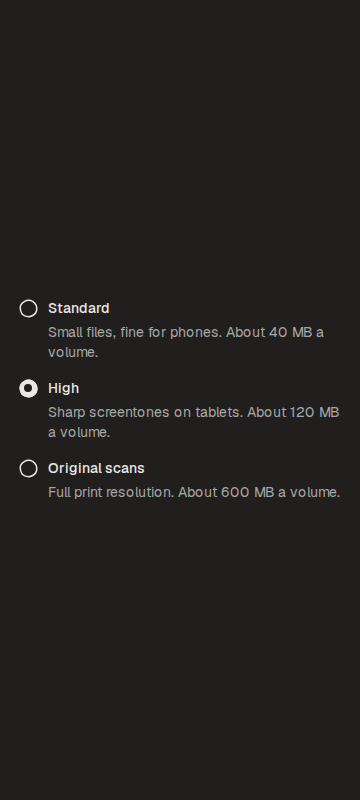 Standard
Small files, fine for phones. About 40 MB a
volume.
High
Sharp screentones on tablets. About 120 MB
a volume.
Original scans
Full print resolution. About 600 MB a volume.